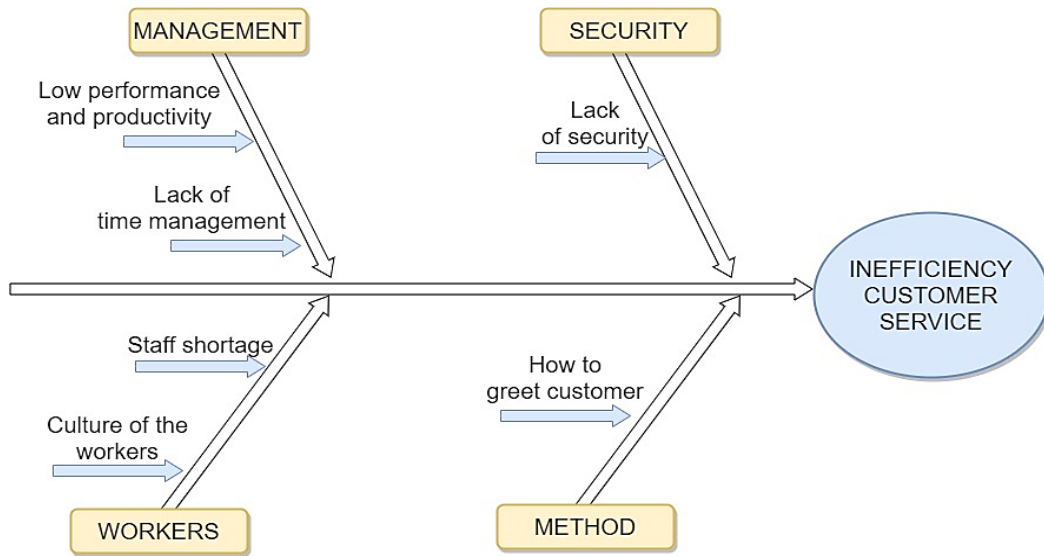 MANAGEMENT
SECURITY
Low performance
and productivity
Lack
of security
Lack of
time management
INEFFICIENCY
CUSTOMER
SERVICE
Staff shortage
How to
greet customer
Culture of the
workers
WORKERS
METHOD